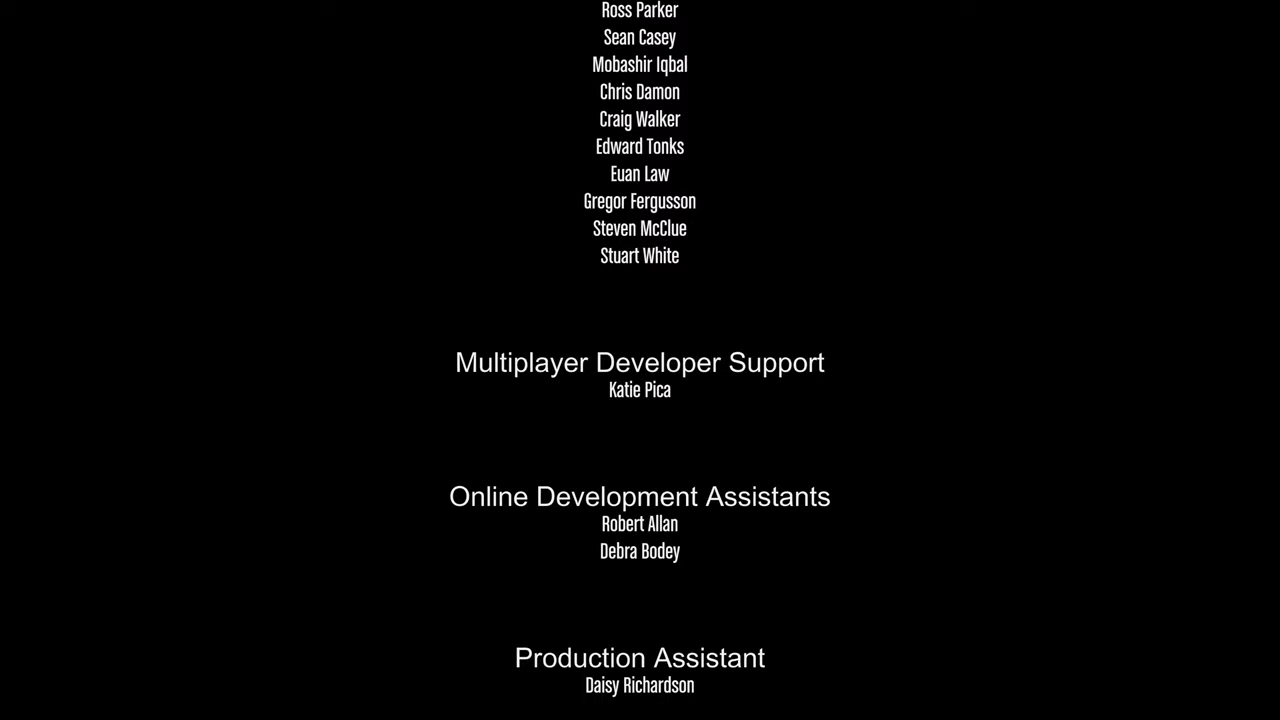 Ross Parker
Sean Casey
Mobashir Iqbal
Chris Damon
Craig Walker
Edward Tonks
Euan Law
Gregor Fergusson
Steven McClue
Stuart White
Multiplayer Developer Support
Katie Pica
Online Development Assistants
Robert Allan
Debra Bodey
Production Assistant
Daisy Richardson